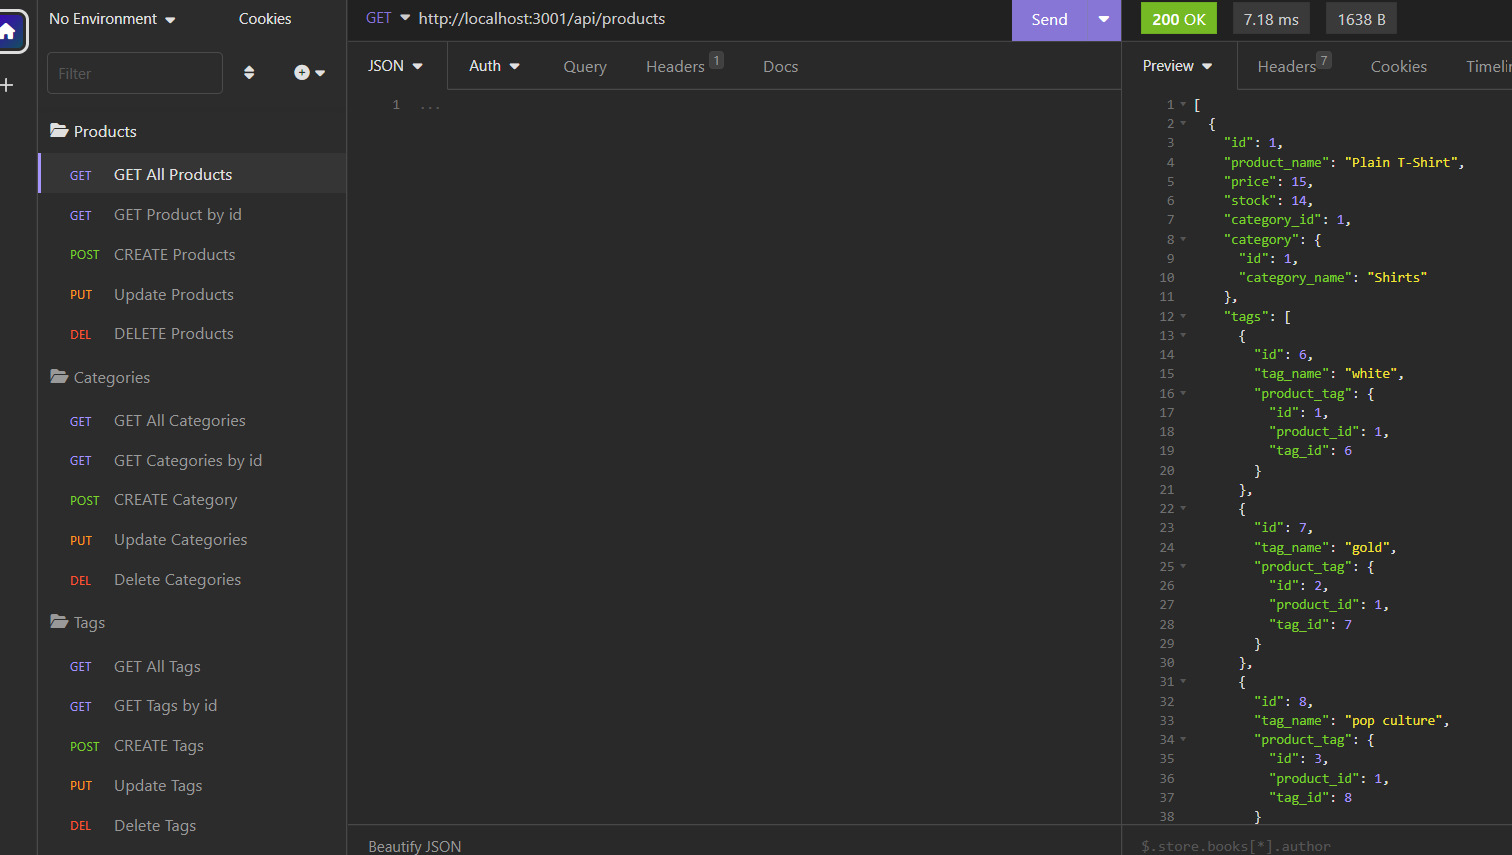 No Environment
Cookies
Filter
Products
GET GET All Products
GET GET Product by id
POST CREATE Products
PUT Update Products
DEL DELETE Products
Categories
GET GET All Categories
GET GET Categories by id
POST CREATE Category
PUT Update Categories
DEL Delete Categories
Tags
GET GET All Tags
GET GET Tags by id
POST CREATE Tags
PUT Update Tags
DEL Delete Tags
GET http://localhost:3001/api/products
Send
JSON Auth Query Headers 1 Docs
1 ...
Beautify JSON
200 OK 7.18 ms 1638 B
Preview Headers 7 Cookies
1 [
2 {
3 "id": 1,
4 "product_name": "Plain T-Shirt",
5 "price": 15,
6 "stock": 14,
7 "category_id": 1,
8 "category": {
9 "id": 1,
10 "category_name": "Shirts"
11 },
12 "tags": [
13 {
14 "id": 6,
15 "tag_name": "white",
16 "product_tag": {
17 "id": 1,
18 "product_id": 1,
19 "tag_id": 6
20 }
21 },
22 {
23 "id": 7,
24 "tag_name": "gold",
25 "product_tag": {
26 "id": 2,
27 "product_id": 1,
28 "tag_id": 7
29 }
30 },
31 {
32 "id": 8,
33 "tag_name": "pop culture",
34 "product_tag": {
35 "id": 3,
36 "product_id": 1,
37 "tag_id": 8
38 }
$.store.books[*].author